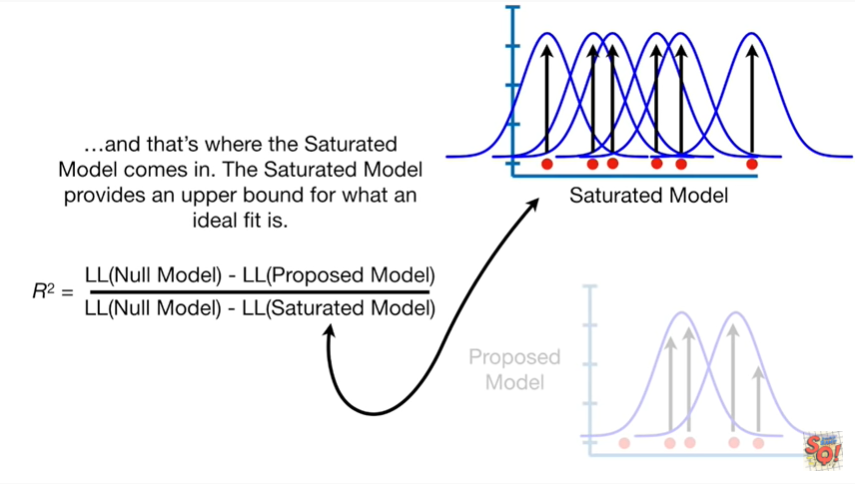 …and that's where the Saturated
Model comes in. The Saturated Model
provides an upper bound for what an
ideal fit is.
Saturated Model
R² = LL(Null Model) - LL(Proposed Model)
LL(Null Model) - LL(Saturated Model)
Proposed
Model
SQ!